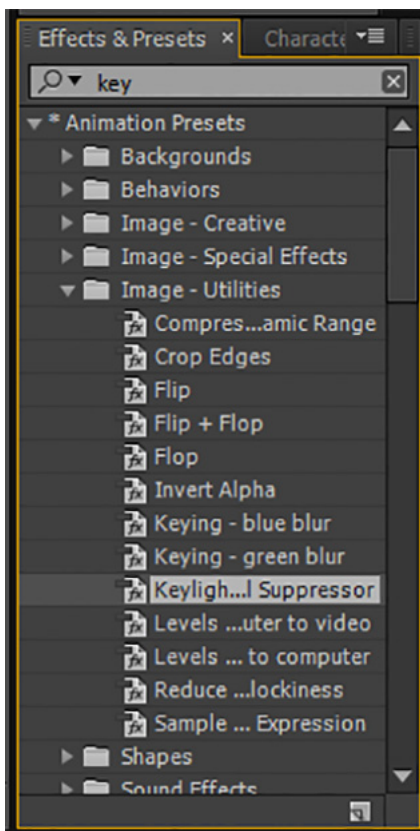 Effects & Presets × Characte
key
* Animation Presets
Backgrounds
Behaviors
Image - Creative
Image - Special Effects
Image - Utilities
Compres...amic Range
Crop Edges
Flip
Flip + Flop
Flop
Invert Alpha
Keying - blue blur
Keying - green blur
Keyligh...l Suppressor
Levels ...uter to video
Levels ... to computer
Reduce ...lockiness
Sample ... Expression
Shapes
Sound Effects